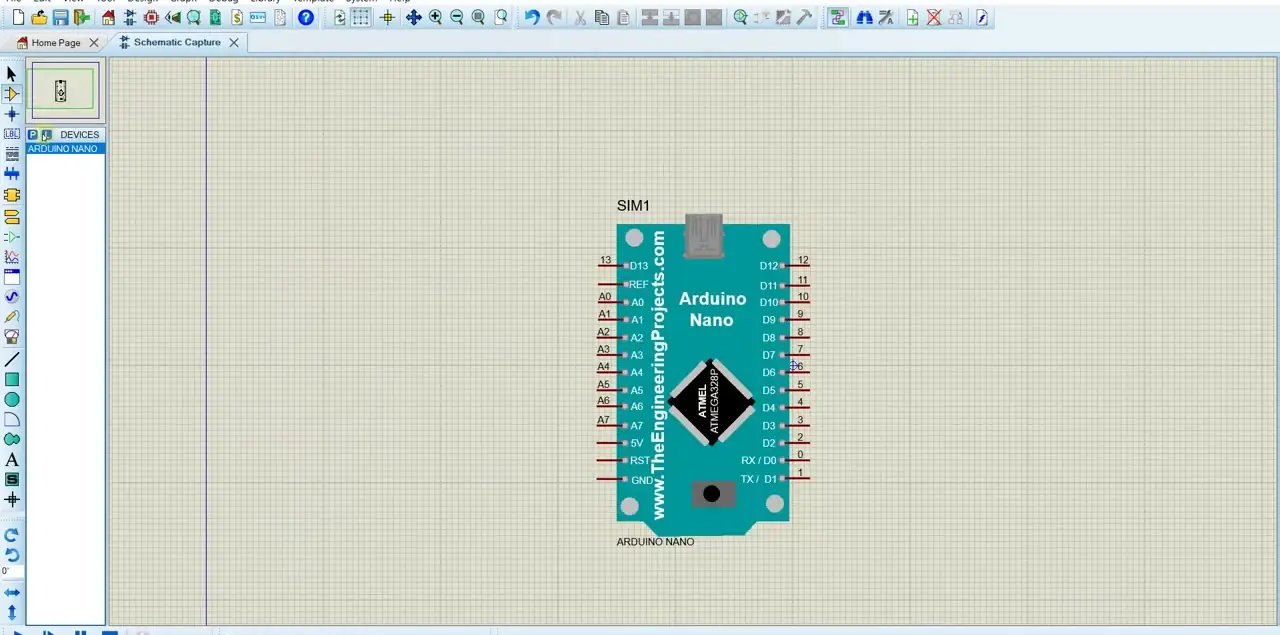 Home Page
Schematic Capture
P L DEVICES
ARDUINO NANO
LBL
A
S
0°
SIM1
www.TheEngineeringProjects.com
Arduino
Nano
ATMEL
ATMEGA328P
13 D13
REF
A0 A0
A1 A1
A2 A2
A3 A3
A4 A4
A5 A5
A6 A6
A7 A7
5V
RST
GND
D12 12
D11 11
D10 10
D9 9
D8 8
D7 7
D6 6
D5 5
D4 4
D3 3
D2 2
RX / D0 0
TX / D1 1
ARDUINO NANO